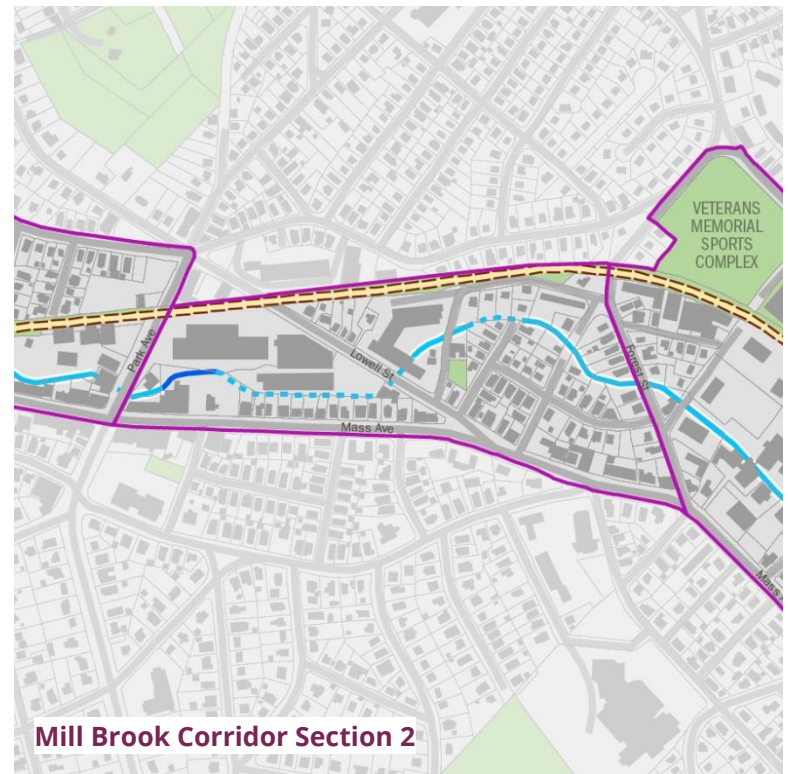 VETERANS
MEMORIAL
SPORTS
COMPLEX
Park Ave
Lowell St
Forest St
Mass Ave
Mass
Mill Brook Corridor Section 2